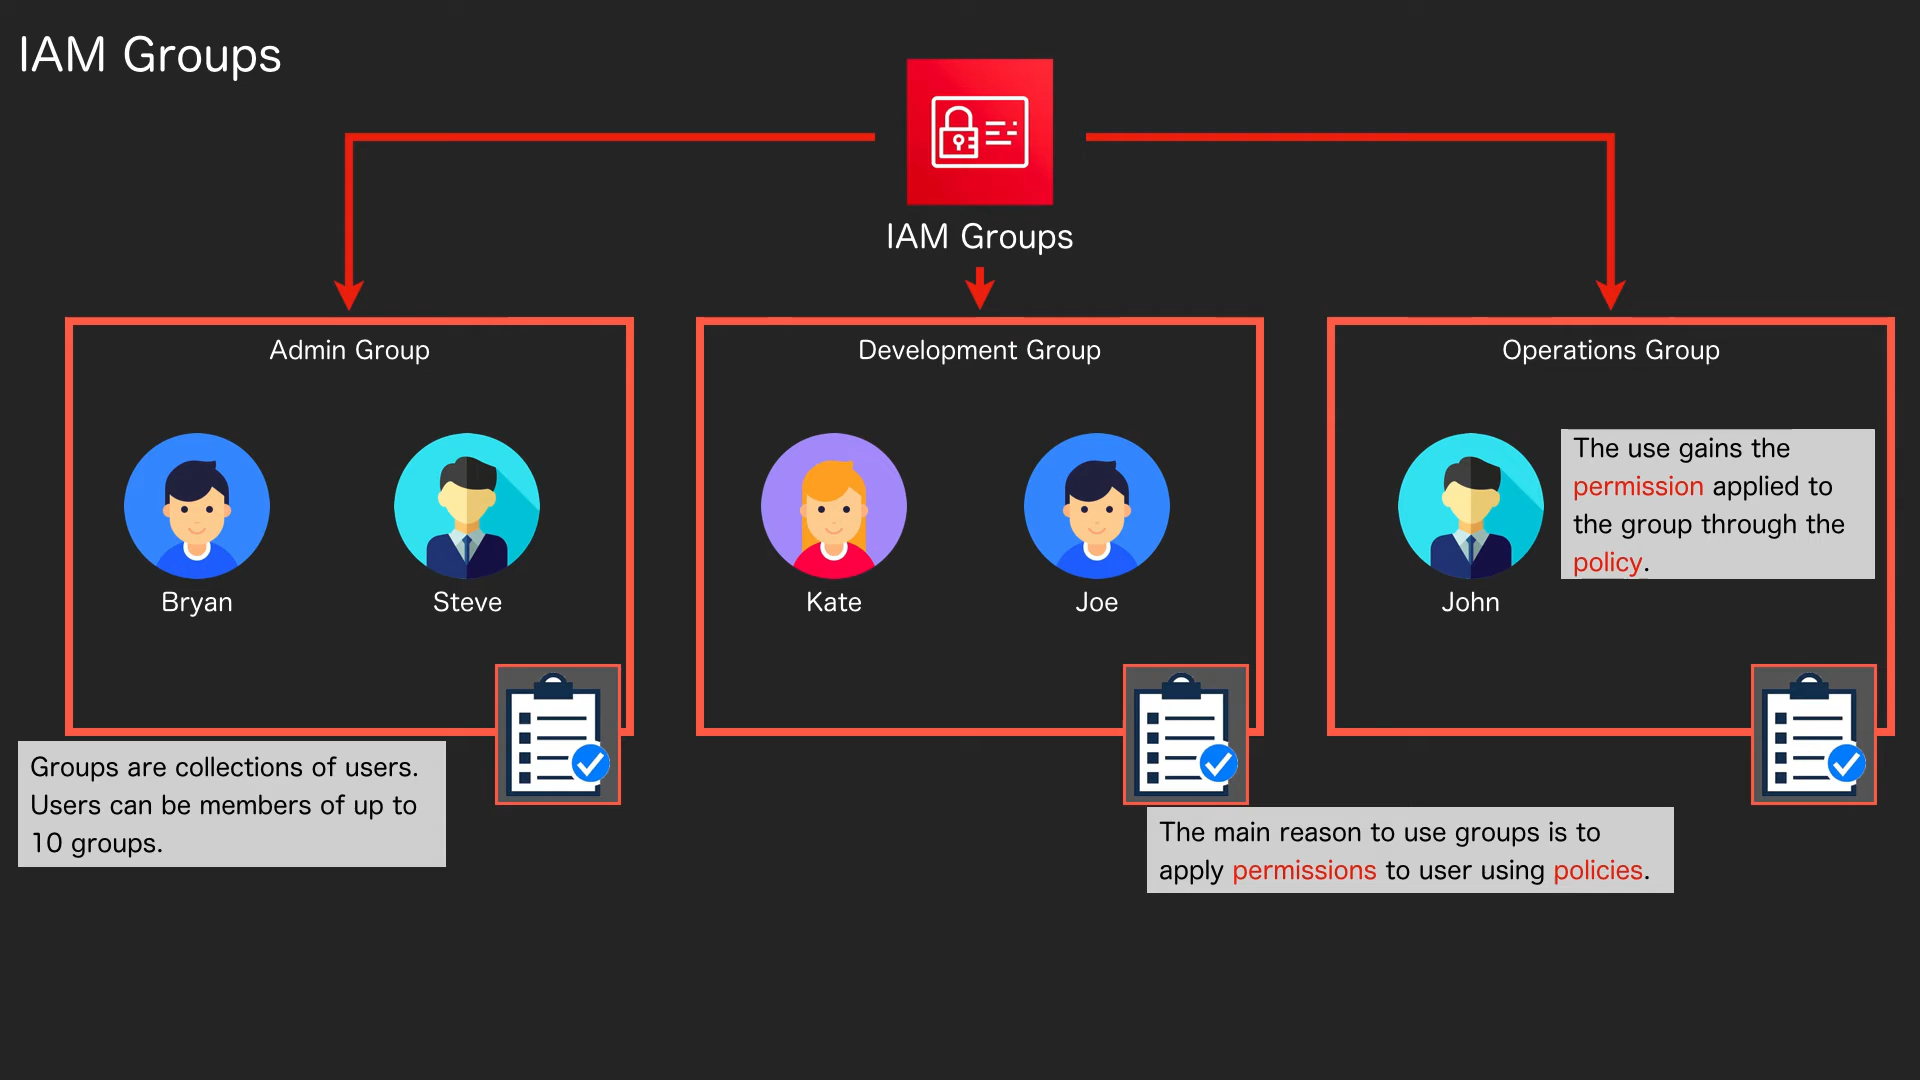 IAM Groups
IAM Groups
Admin Group
Bryan
Steve
Development Group
Kate
Joe
Operations Group
John
The use gains the
permission applied to
the group through the
policy.
Groups are collections of users.
Users can be members of up to
10 groups.
The main reason to use groups is to
apply permissions to user using policies.